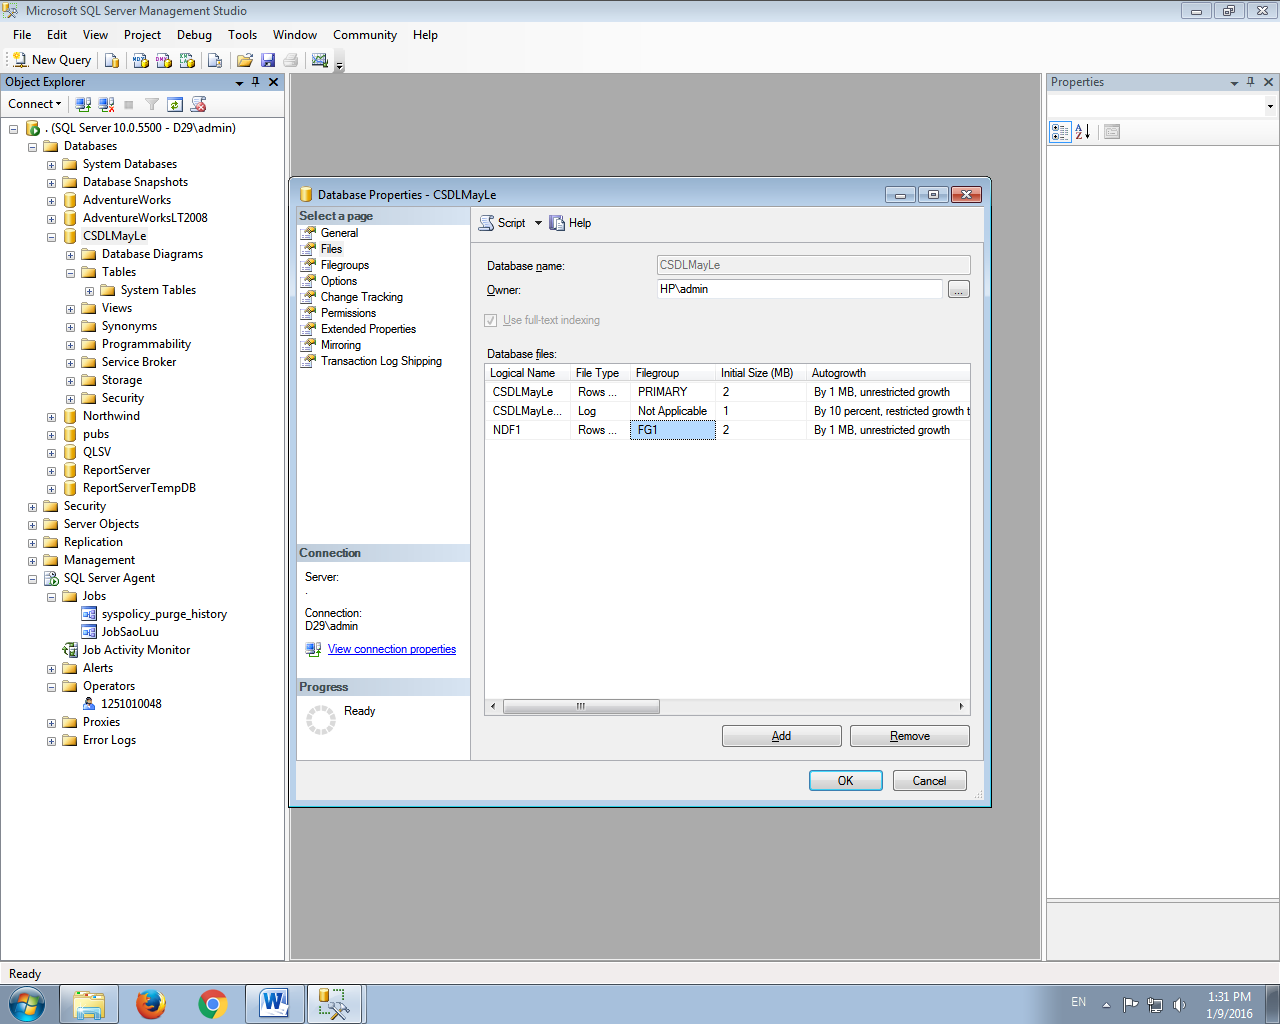 Microsoft SQL Server Management Studio
File Edit View Project Debug Tools Window Community Help
New Query
Object Explorer
Connect
. (SQL Server 10.0.5500 - D29\admin)
Databases
System Databases
Database Snapshots
AdventureWorks
AdventureWorksLT2008
CSDLMayLe
Database Diagrams
Tables
System Tables
Views
Synonyms
Programmability
Service Broker
Storage
Security
Northwind
pubs
QLSV
ReportServer
ReportServerTempDB
Security
Server Objects
Replication
Management
SQL Server Agent
Jobs
syspolicy_purge_history
JobSaoLuu
Job Activity Monitor
Alerts
Operators
1251010048
Proxies
Error Logs
Database Properties - CSDLMayLe
Select a page
General
Files
Filegroups
Options
Change Tracking
Permissions
Extended Properties
Mirroring
Transaction Log Shipping
Connection
Server:
.
Connection:
D29\admin
View connection properties
Progress
Ready
Script Help
Database name: CSDLMayLe
Owner: HP\admin ...
Use full-text indexing
Database files:
Logical Name File Type Filegroup Initial Size (MB) Autogrowth
CSDLMayLe Rows ... PRIMARY 2 By 1 MB, unrestricted growth
CSDLMayLe... Log Not Applicable 1 By 10 percent, restricted growth t
NDF1 Rows ... FG1 2 By 1 MB, unrestricted growth
Add Remove
OK Cancel
Properties
Ready
EN
1:31 PM
1/9/2016